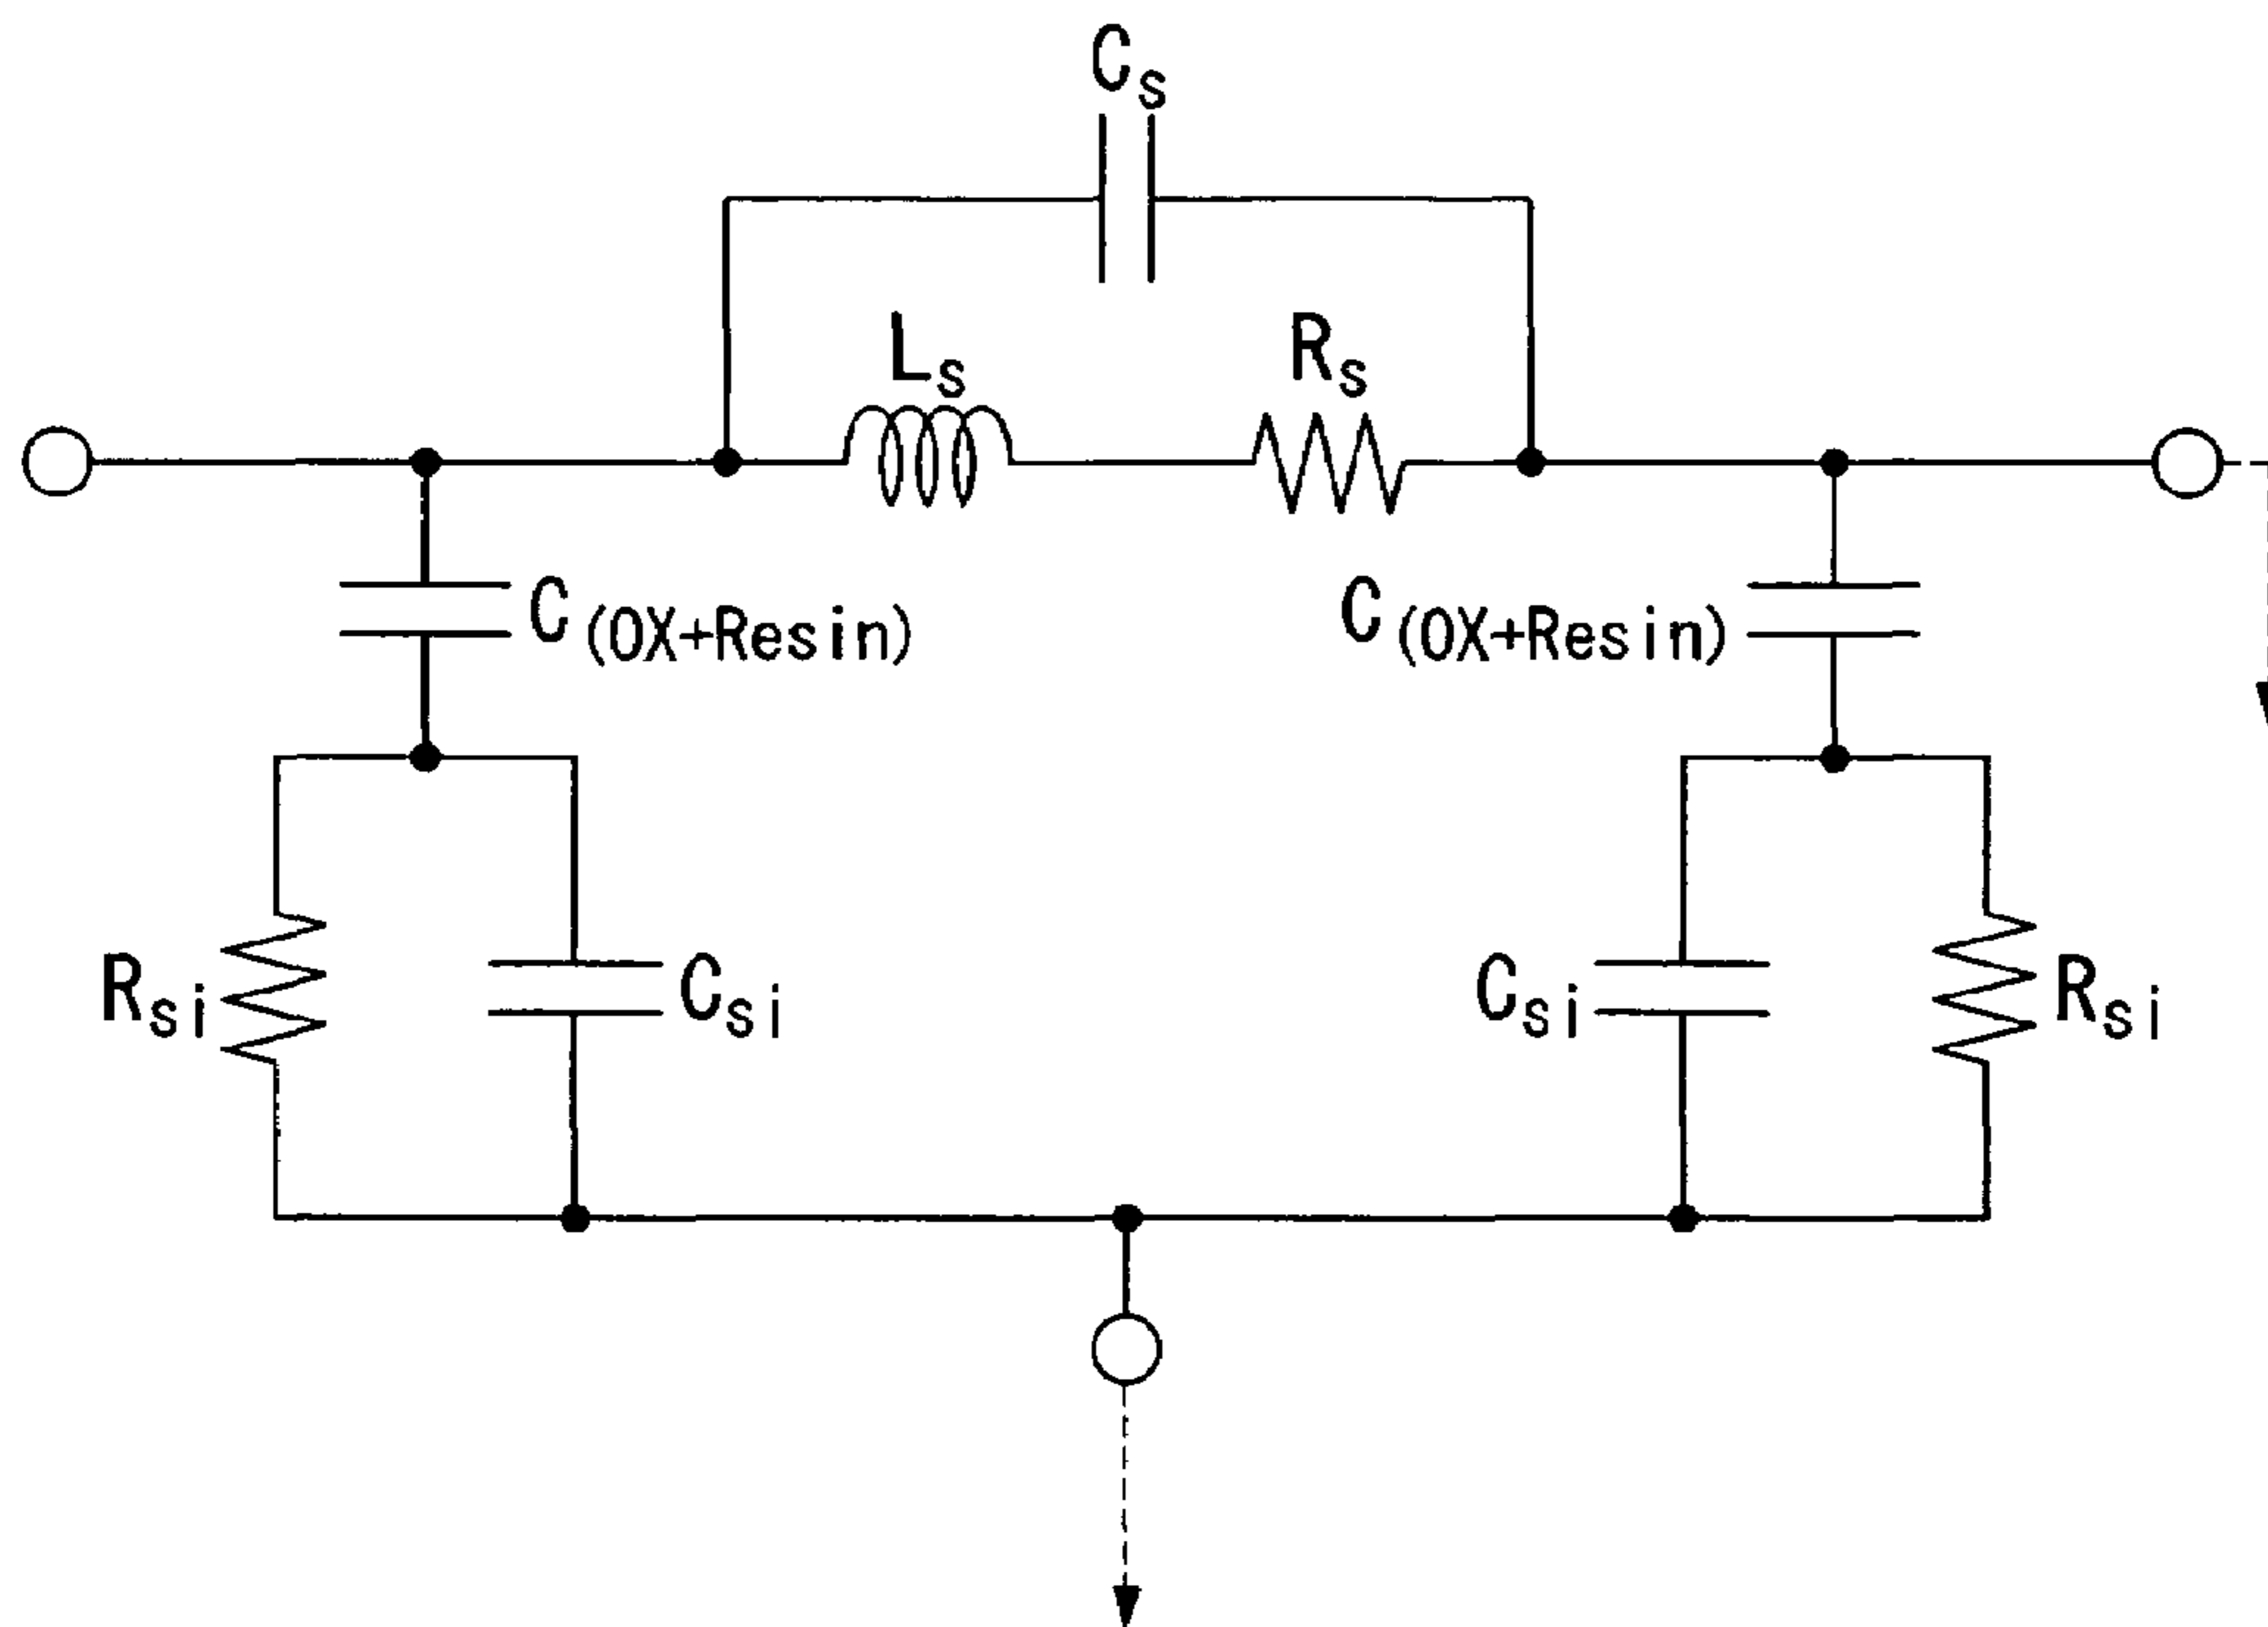 Cs
Ls
Rs
C(OX+Resin)
C(OX+Resin)
Rsi
Csi
Csi
Rsi